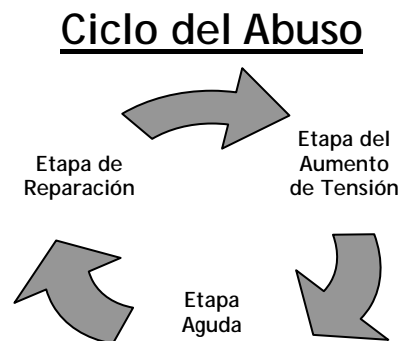 Ciclo del Abuso
Etapa del
Aumento
de Tensión
Etapa de
Reparación
Etapa
Aguda